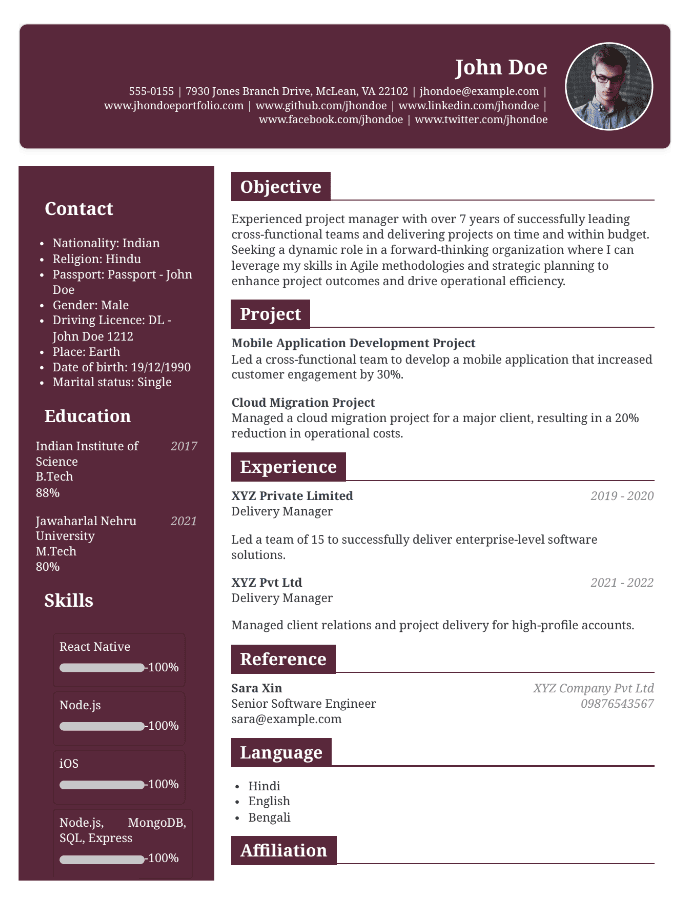 John Doe
555-0155 | 7930 Jones Branch Drive, McLean, VA 22102 | jhondoe@example.com |
www.jhondoeportfolio.com | www.github.com/jhondoe | www.linkedin.com/jhondoe |
www.facebook.com/jhondoe | www.twitter.com/jhondoe
Contact
• Nationality: Indian
• Religion: Hindu
• Passport: Passport - John
Doe
• Gender: Male
• Driving Licence: DL -
John Doe 1212
• Place: Earth
• Date of birth: 19/12/1990
• Marital status: Single
Education
Indian Institute of 2017
Science
B.Tech
88%
Jawaharlal Nehru 2021
University
M.Tech
80%
Skills
React Native
100%
Node.js
100%
iOS
100%
Node.js, MongoDB,
SQL, Express
100%
Objective
Experienced project manager with over 7 years of successfully leading
cross-functional teams and delivering projects on time and within budget.
Seeking a dynamic role in a forward-thinking organization where I can
leverage my skills in Agile methodologies and strategic planning to
enhance project outcomes and drive operational efficiency.
Project
Mobile Application Development Project
Led a cross-functional team to develop a mobile application that increased
customer engagement by 30%.
Cloud Migration Project
Managed a cloud migration project for a major client, resulting in a 20%
reduction in operational costs.
Experience
XYZ Private Limited 2019 - 2020
Delivery Manager
Led a team of 15 to successfully deliver enterprise-level software
solutions.
XYZ Pvt Ltd 2021 - 2022
Delivery Manager
Managed client relations and project delivery for high-profile accounts.
Reference
Sara Xin XYZ Company Pvt Ltd
Senior Software Engineer 09876543567
sara@example.com
Language
• Hindi
• English
• Bengali
Affiliation